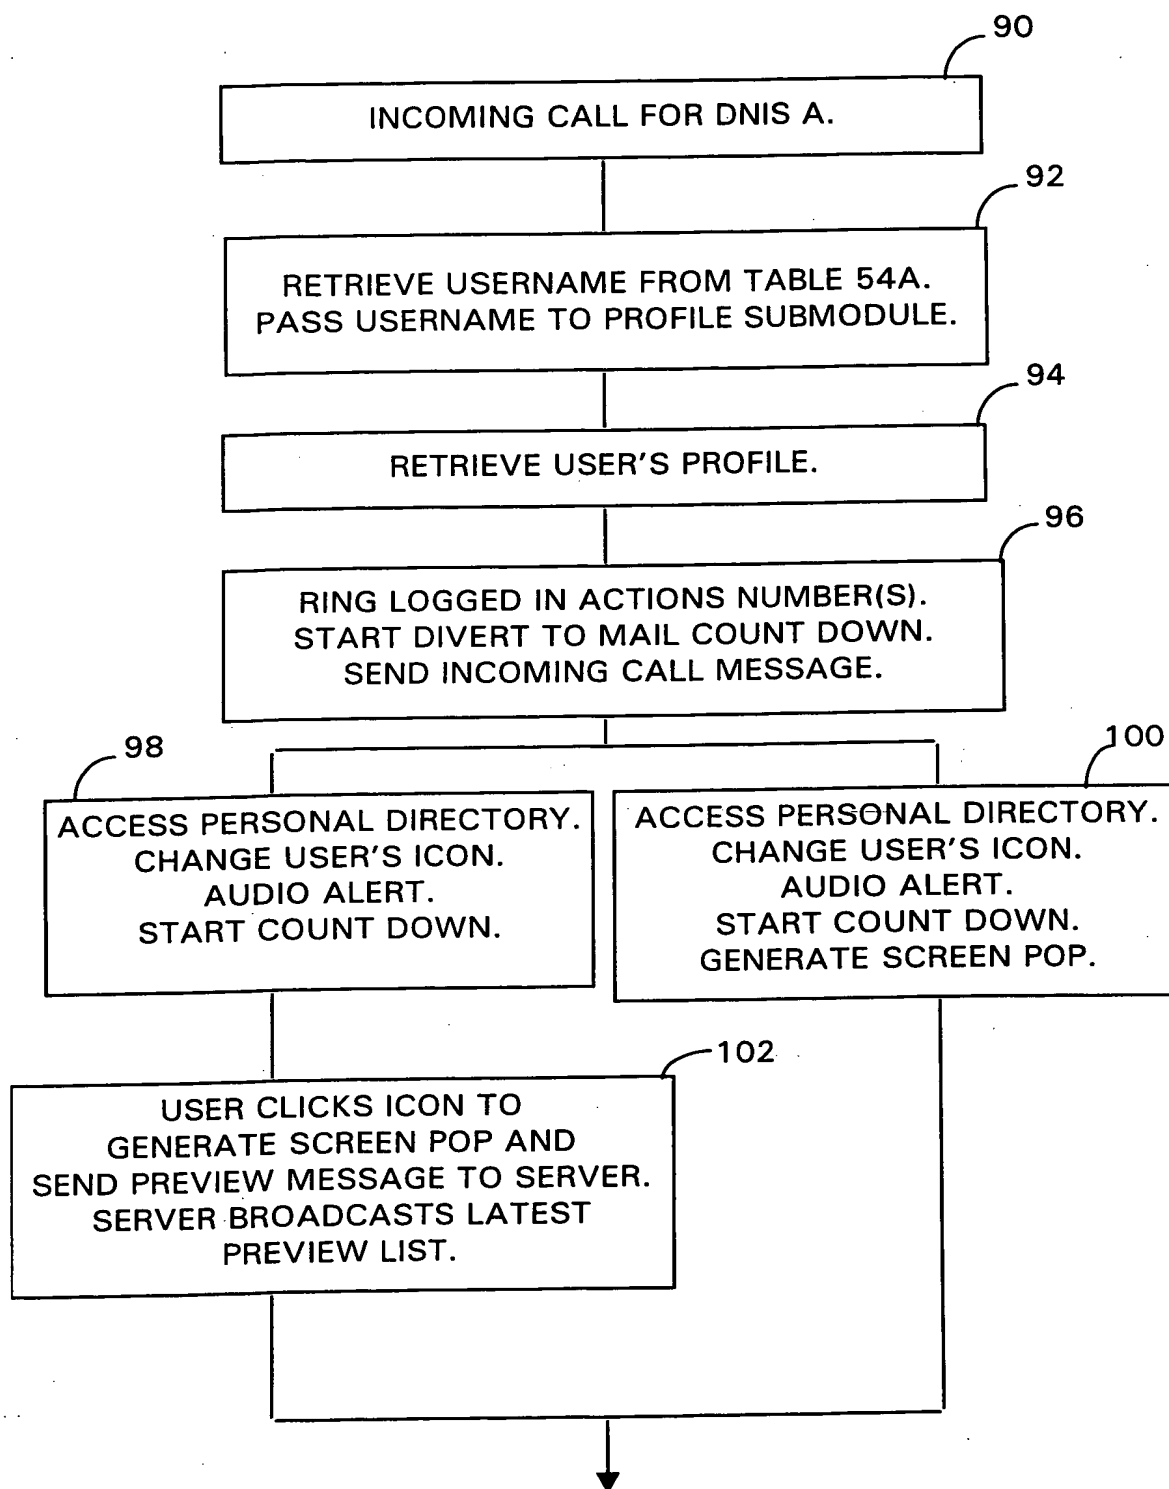 90
INCOMING CALL FOR DNIS A.
92
RETRIEVE USERNAME FROM TABLE 54A.
PASS USERNAME TO PROFILE SUBMODULE.
94
RETRIEVE USER'S PROFILE.
96
RING LOGGED IN ACTIONS NUMBER(S).
START DIVERT TO MAIL COUNT DOWN.
SEND INCOMING CALL MESSAGE.
98
ACCESS PERSONAL DIRECTORY.
CHANGE USER'S ICON.
AUDIO ALERT.
START COUNT DOWN.
100
ACCESS PERSONAL DIRECTORY.
CHANGE USER'S ICON.
AUDIO ALERT.
START COUNT DOWN.
GENERATE SCREEN POP.
102
USER CLICKS ICON TO
GENERATE SCREEN POP AND
SEND PREVIEW MESSAGE TO SERVER.
SERVER BROADCASTS LATEST
PREVIEW LIST.